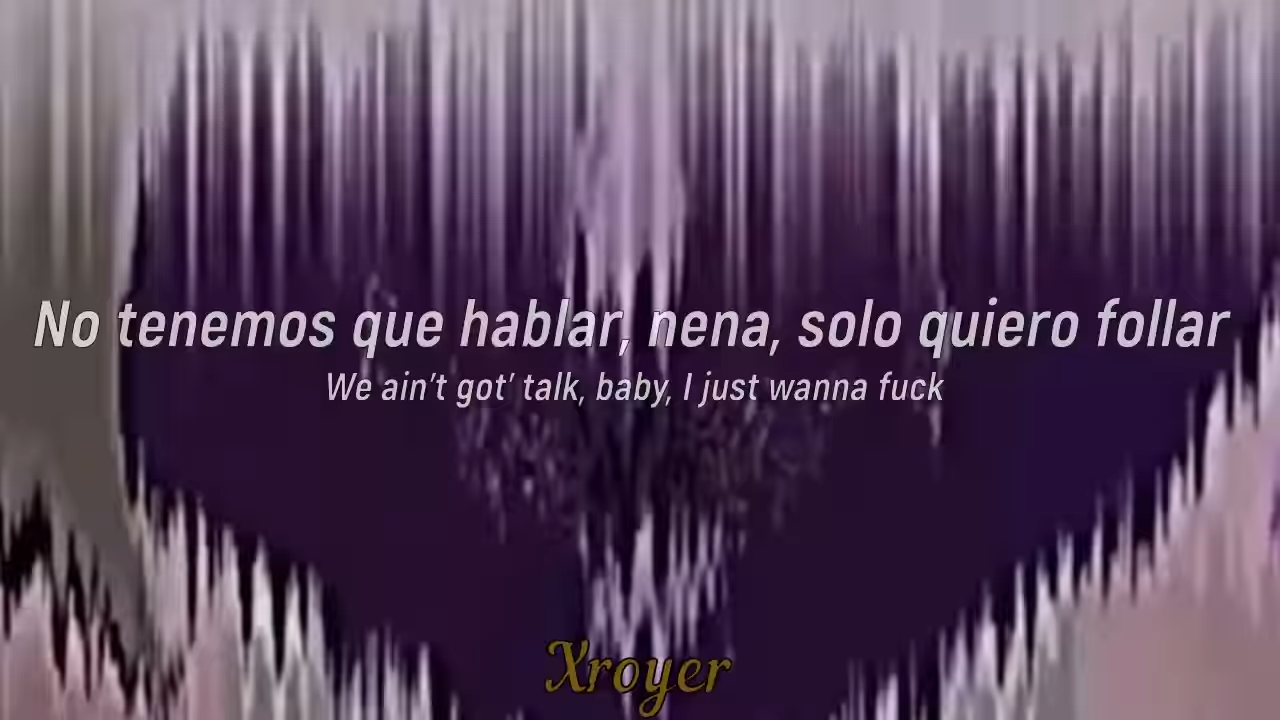 No tenemos que hablar, nena, solo quiero follar
We ain't got' talk, baby, I just wanna fuck
Xroyer